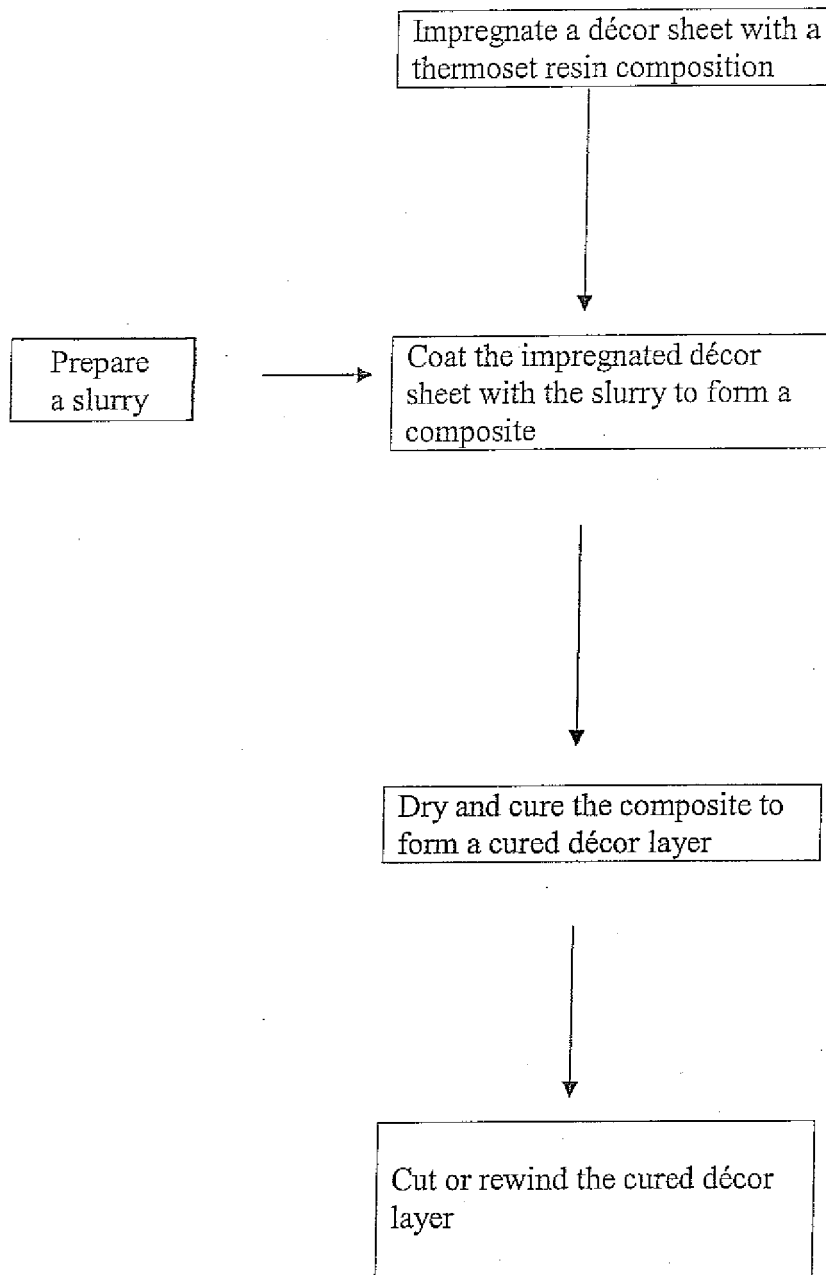 Impregnate a décor sheet with a
thermoset resin composition
Prepare
a slurry
Coat the impregnated décor
sheet with the slurry to form a
composite
Dry and cure the composite to
form a cured décor layer
Cut or rewind the cured décor
layer